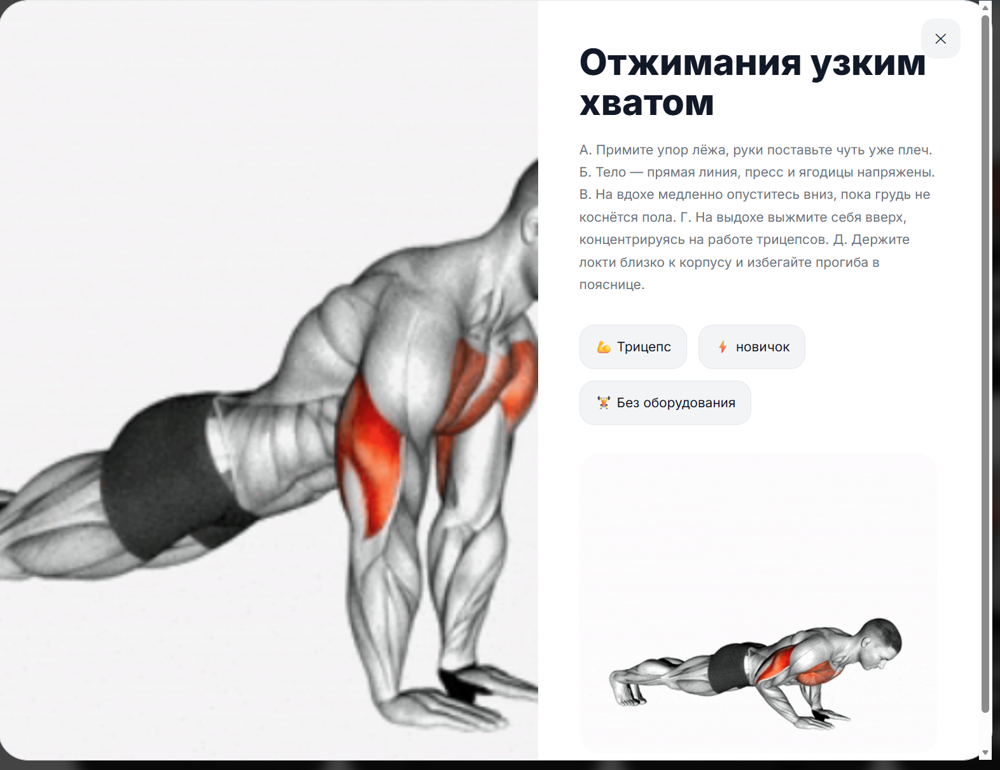 Отжимания узким
хватом
А. Примите упор лёжа, руки поставьте чуть уже плеч.
Б. Тело — прямая линия, пресс и ягодицы напряжены.
В. На вдохе медленно опуститесь вниз, пока грудь не
коснётся пола. Г. На выдохе выжмите себя вверх,
концентрируясь на работе трицепсов. Д. Держите
локти близко к корпусу и избегайте прогиба в
пояснице.
💪 Трицепс
⚡ новичок
🏋 Без оборудования